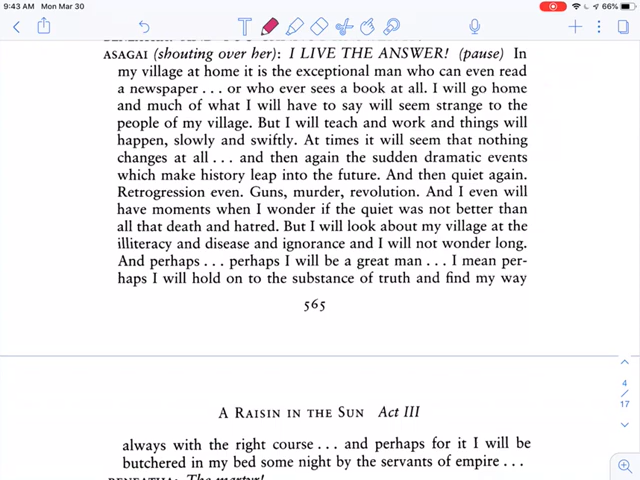 9:43 AM Mon Mar 30
66%
ASAGAI (shouting over her): I LIVE THE ANSWER! (pause) In
my village at home it is the exceptional man who can even read
a newspaper . . . or who ever sees a book at all. I will go home
and much of what I will have to say will seem strange to the
people of my village. But I will teach and work and things will
happen, slowly and swiftly. At times it will seem that nothing
changes at all . . . and then again the sudden dramatic events
which make history leap into the future. And then quiet again.
Retrogression even. Guns, murder, revolution. And I even will
have moments when I wonder if the quiet was not better than
all that death and hatred. But I will look about my village at the
illiteracy and disease and ignorance and I will not wonder long.
And perhaps . . . perhaps I will be a great man . . . I mean per-
haps I will hold on to the substance of truth and find my way
565
4
/
17
A RAISIN IN THE SUN Act III
always with the right course . . . and perhaps for it I will be
butchered in my bed some night by the servants of empire . . .
BENEATHA: The martyr!